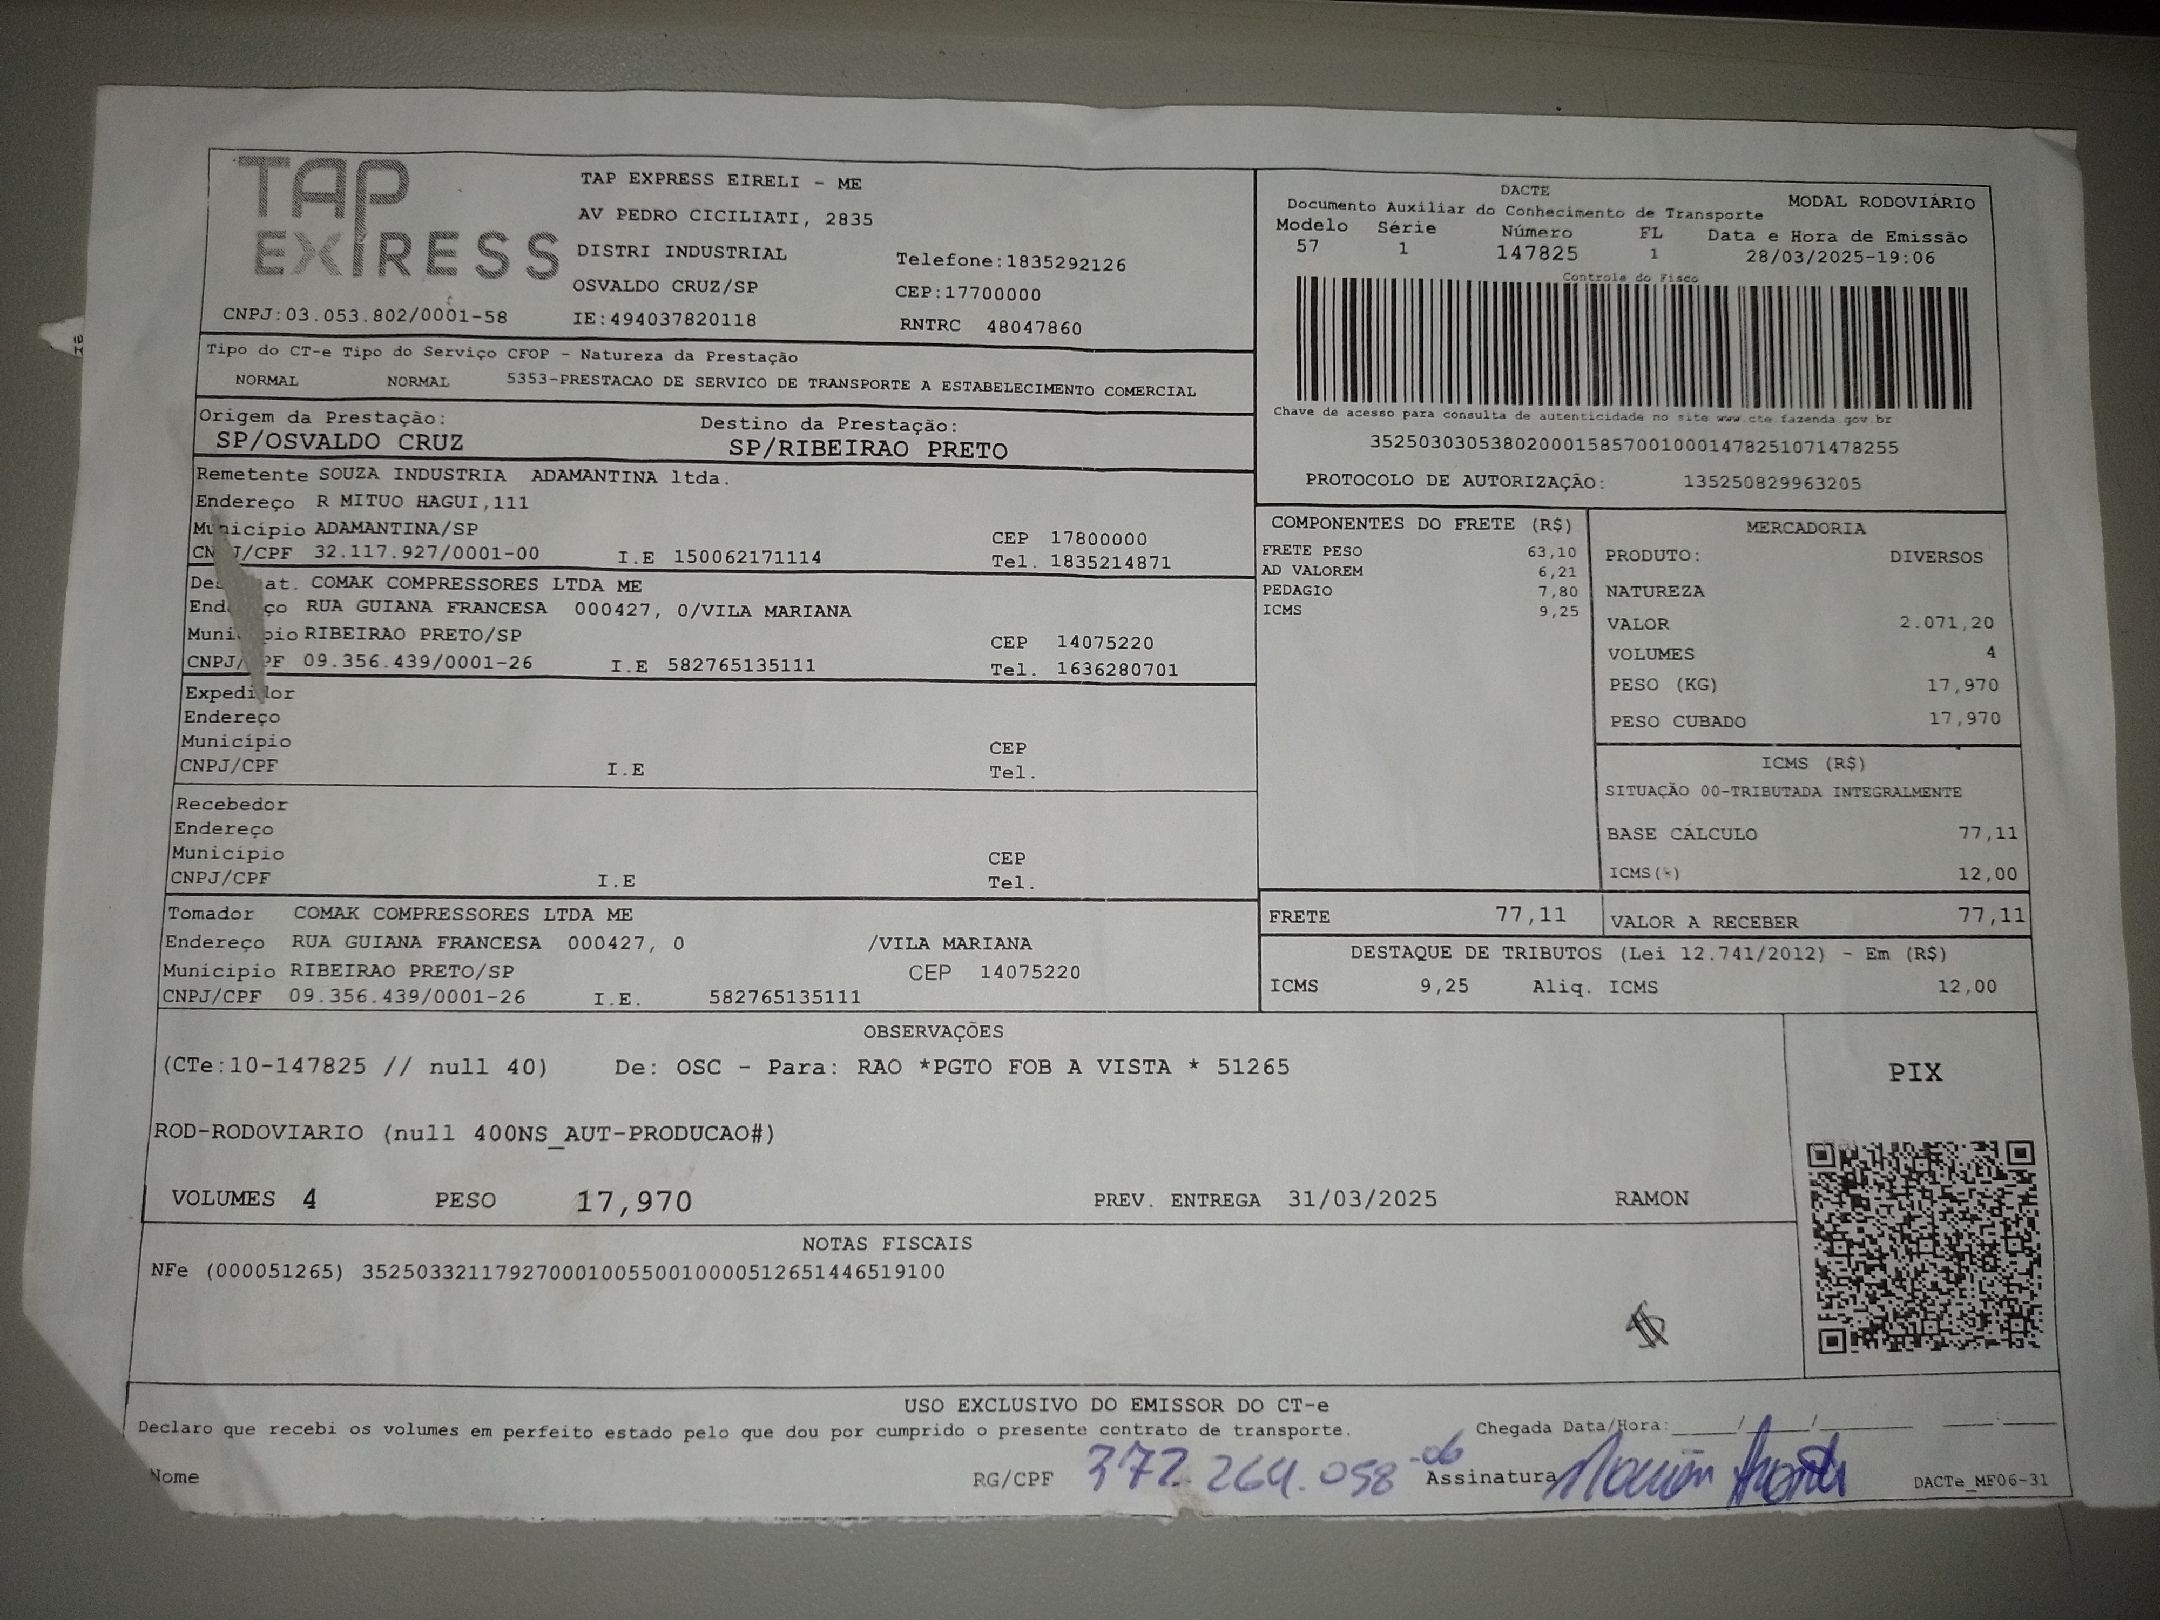 TAP
EXPRESS
TAP EXPRESS EIRELI - ME
AV PEDRO CICILIATI, 2835
DISTRI INDUSTRIAL Telefone:1835292126
OSVALDO CRUZ/SP CEP:17700000
CNPJ:03.053.802/0001-58 IE:494037820118 RNTRC 48047860
DACTE MODAL RODOVIÁRIO
Documento Auxiliar do Conhecimento de Transporte
Modelo Série Número FL Data e Hora de Emissão
57 1 147825 1 28/03/2025-19:06
Controle do Fisco
Chave de acesso para consulta de autenticidade no site www.cte.fazenda.gov.br
35250303053802000158570010001478251071478255
PROTOCOLO DE AUTORIZAÇÃO: 135250829963205
Tipo do CT-e Tipo do Serviço CFOP - Natureza da Prestação
NORMAL NORMAL 5353-PRESTACAO DE SERVICO DE TRANSPORTE A ESTABELECIMENTO COMERCIAL
Origem da Prestação: Destino da Prestação:
SP/OSVALDO CRUZ SP/RIBEIRAO PRETO
Remetente SOUZA INDUSTRIA ADAMANTINA ltda.
Endereço R MITUO HAGUI,111
Município ADAMANTINA/SP CEP 17800000
CNPJ/CPF 32.117.927/0001-00 I.E 150062171114 Tel. 1835214871
Des at. COMAK COMPRESSORES LTDA ME
Endereço RUA GUIANA FRANCESA 000427, 0/VILA MARIANA
Município RIBEIRAO PRETO/SP CEP 14075220
CNPJ/CPF 09.356.439/0001-26 I.E 582765135111 Tel. 1636280701
Expedidor
Endereço
Município CEP
CNPJ/CPF I.E Tel.
Recebedor
Endereço
Município CEP
CNPJ/CPF I.E Tel.
Tomador COMAK COMPRESSORES LTDA ME
Endereço RUA GUIANA FRANCESA 000427, 0 /VILA MARIANA
Municipio RIBEIRAO PRETO/SP CEP 14075220
CNPJ/CPF 09.356.439/0001-26 I.E. 582765135111
COMPONENTES DO FRETE (R$)
FRETE PESO 63,10
AD VALOREM 6,21
PEDAGIO 7,80
ICMS 9,25
MERCADORIA
PRODUTO: DIVERSOS
NATUREZA
VALOR 2.071,20
VOLUMES 4
PESO (KG) 17,970
PESO CUBADO 17,970
ICMS (R$)
SITUAÇÃO 00-TRIBUTADA INTEGRALMENTE
BASE CÁLCULO 77,11
ICMS(%) 12,00
FRETE 77,11 VALOR A RECEBER 77,11
DESTAQUE DE TRIBUTOS (Lei 12.741/2012) - Em (R$)
ICMS 9,25 Aliq. ICMS 12,00
OBSERVAÇÕES
(CTe:10-147825 // null 40) De: OSC - Para: RAO *PGTO FOB A VISTA * 51265
ROD-RODOVIARIO (null 400NS_AUT-PRODUCAO#)
VOLUMES 4 PESO 17,970 PREV. ENTREGA 31/03/2025 RAMON
PIX
NOTAS FISCAIS
NFe (000051265) 35250332117927000100550010000512651446519100
$
USO EXCLUSIVO DO EMISSOR DO CT-e
Declaro que recebi os volumes em perfeito estado pelo que dou por cumprido o presente contrato de transporte. Chegada Data/Hora:____/____/______ ___:___
Nome RG/CPF 372.264.058-06 Assinatura DACTe_MF06-31